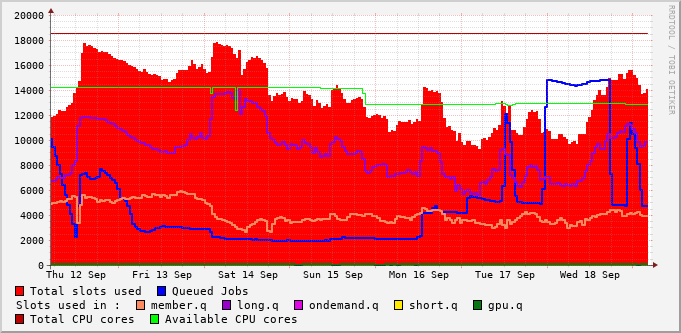 RRDTOOL / TOBI OETIKER
20000
18000
16000
14000
12000
10000
8000
6000
4000
2000
0
Thu 12 Sep Fri 13 Sep Sat 14 Sep Sun 15 Sep Mon 16 Sep Tue 17 Sep Wed 18 Sep
Total slots used Queued Jobs
Slots used in : member.q long.q ondemand.q short.q gpu.q
Total CPU cores Available CPU cores